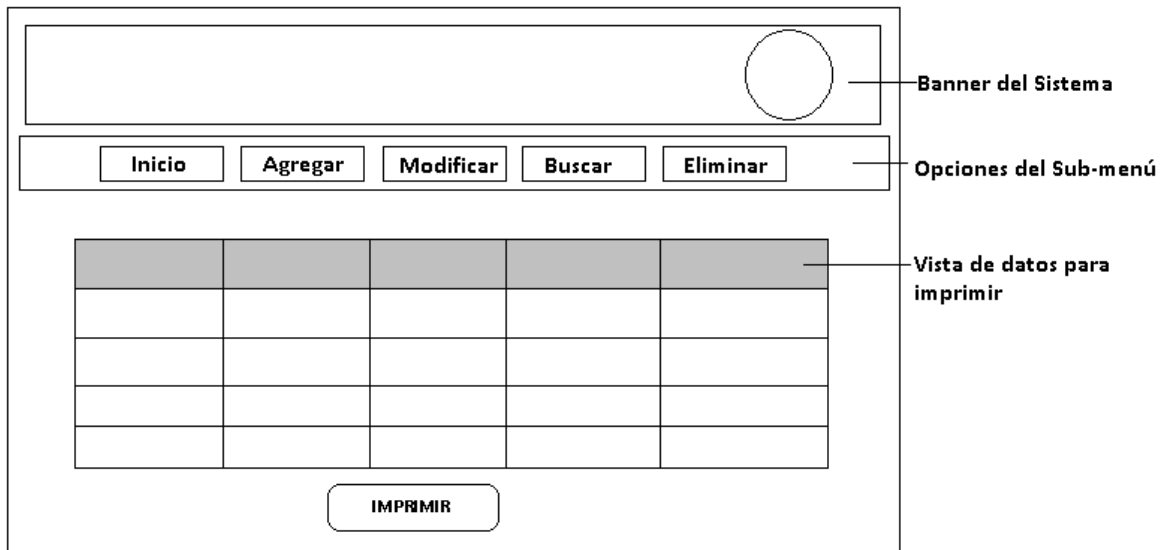 Banner del Sistema
Inicio Agregar Modificar Buscar Eliminar
Opciones del Sub-menú
Vista de datos para
imprimir
IMPRIMIR